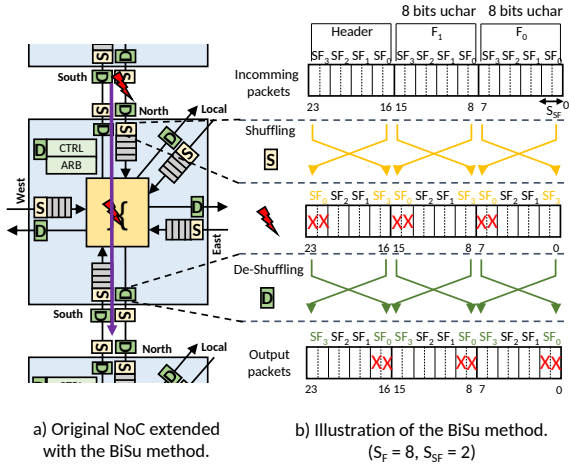 8 bits uchar 8 bits uchar
Header F1 F0
SF3 SF2 SF1 SF0 SF3 SF2 SF1 SF0 SF3 SF2 SF1 SF0
Incomming
packets
23 16 15 8 7 0
SSF
Shuffling
S
SF0 SF2 SF1 SF3 SF0 SF2 SF1 SF3 SF0 SF2 SF1 SF3
X X X X X X
23 16 15 8 7 0
De-Shuffling
D
SF3 SF2 SF1 SF0 SF3 SF2 SF1 SF0 SF3 SF2 SF1 SF0
Output
packets
X X X X X X
23 16 15 8 7 0
S D
South D S
S D North Local
D S
D CTRL
ARB
D S
West
S D
D S
East
S D
South D S
S D North Local
D S
a) Original NoC extended
with the BiSu method.
b) Illustration of the BiSu method.
(SF = 8, SSF = 2)